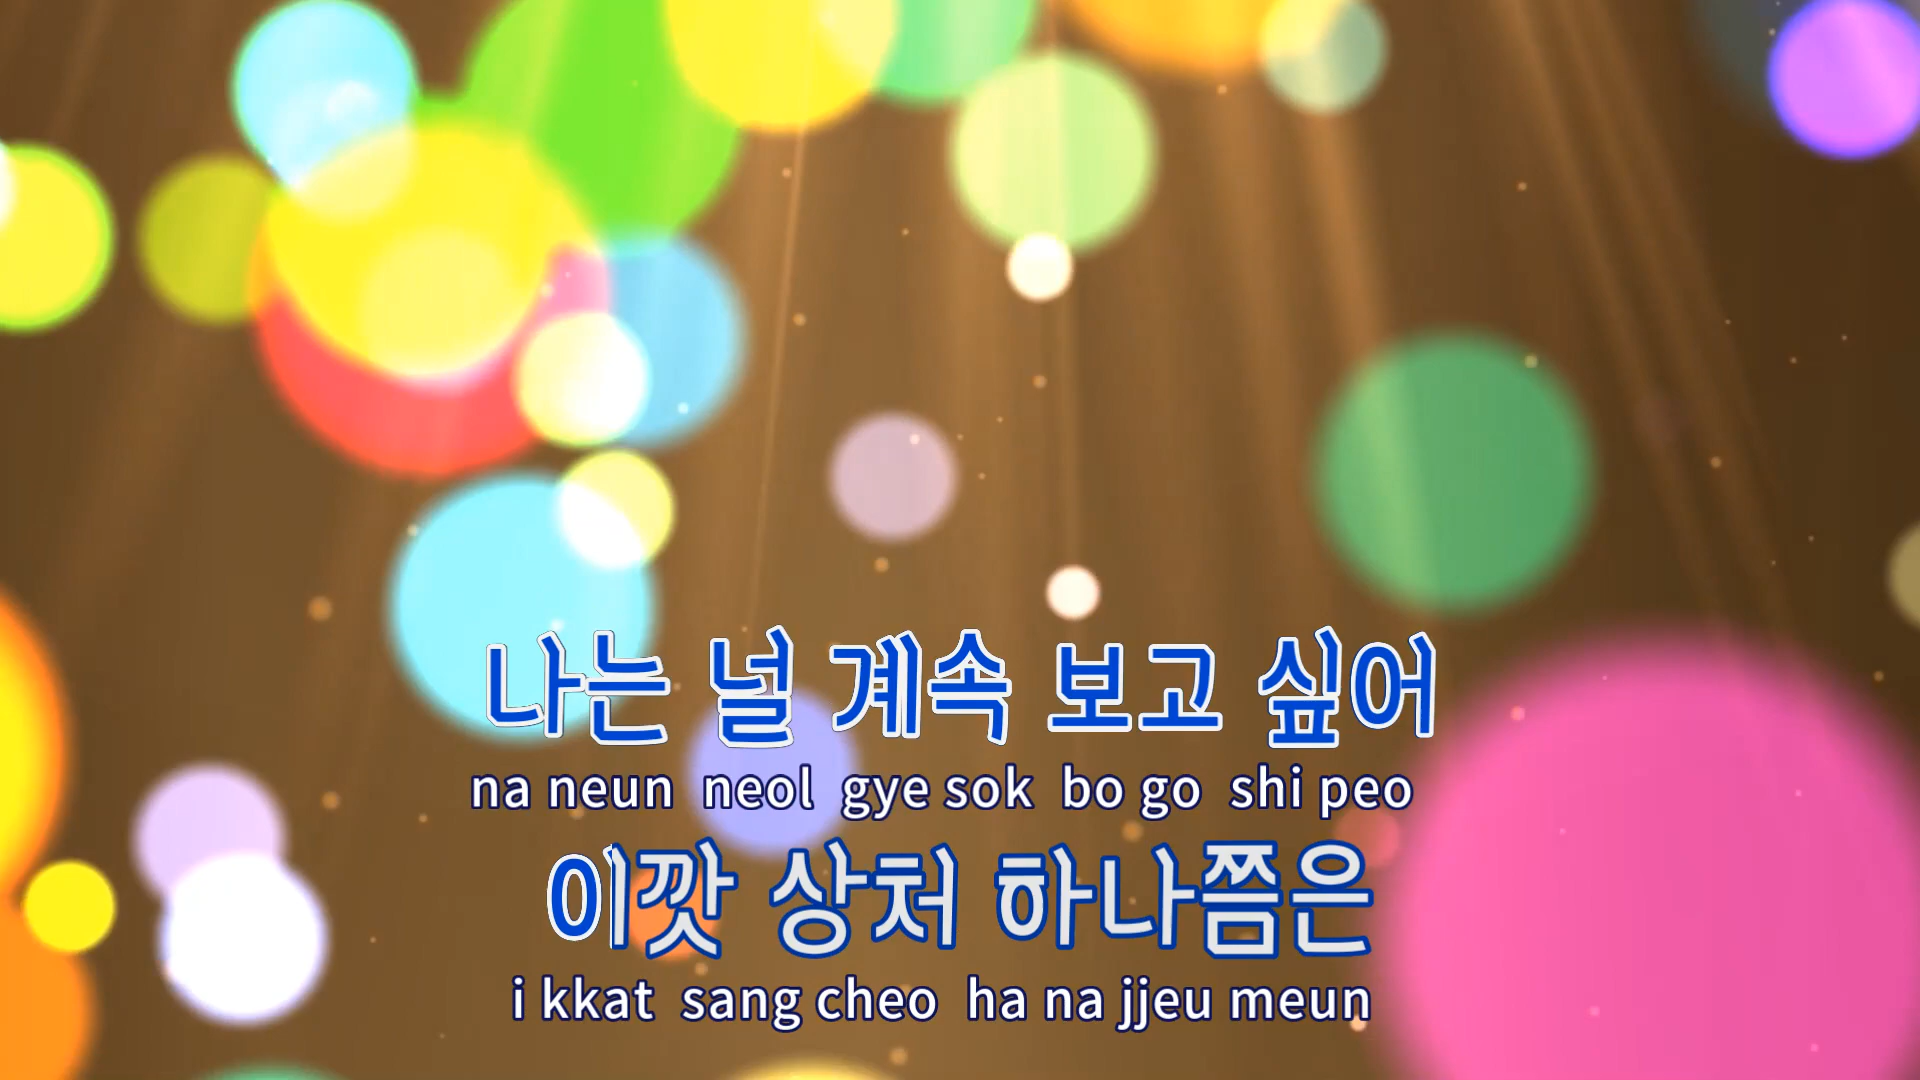 나는 널 계속 보고 싶어
na neun neol gye sok bo go shi peo
이깟 상처 하나쯤은
i kkat sang cheo ha na jjeu meun